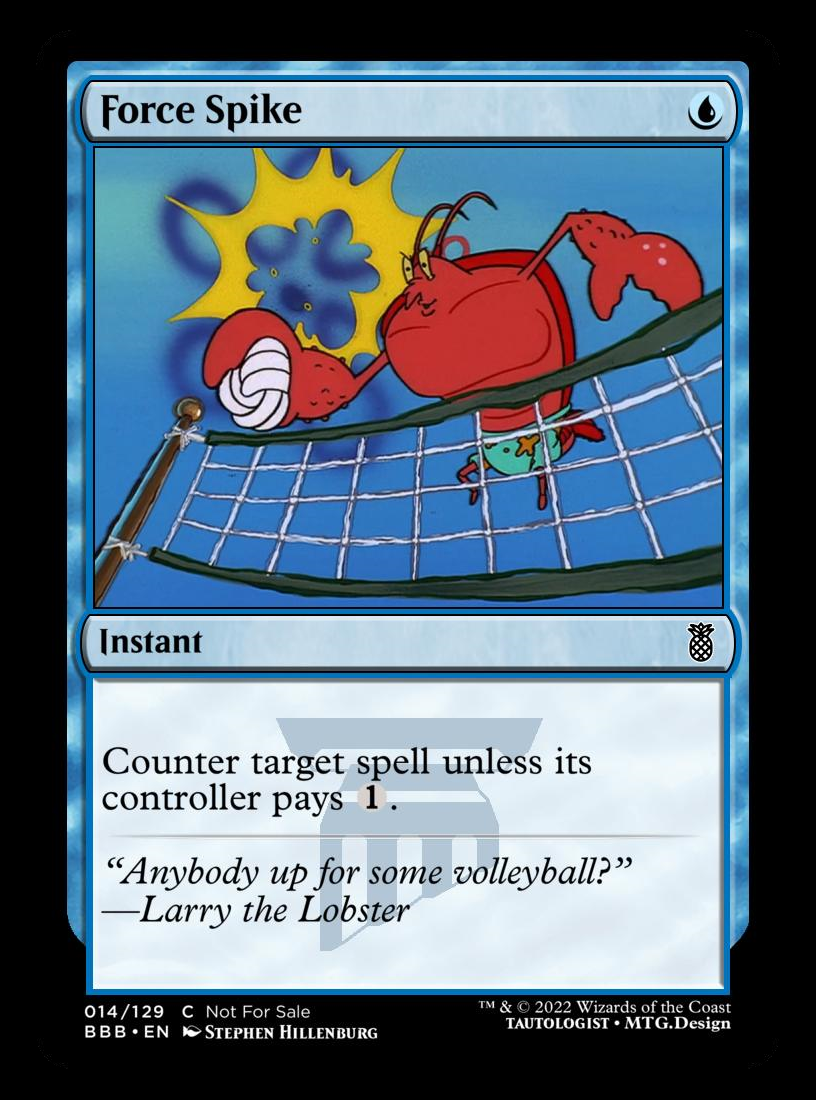 Force Spike
Instant
Counter target spell unless its
controller pays 1.
“Anybody up for some volleyball?”
—Larry the Lobster
014/129 C Not For Sale
BBB • EN STEPHEN HILLENBURG
™ & © 2022 Wizards of the Coast
TAUTOLOGIST • MTG.Design